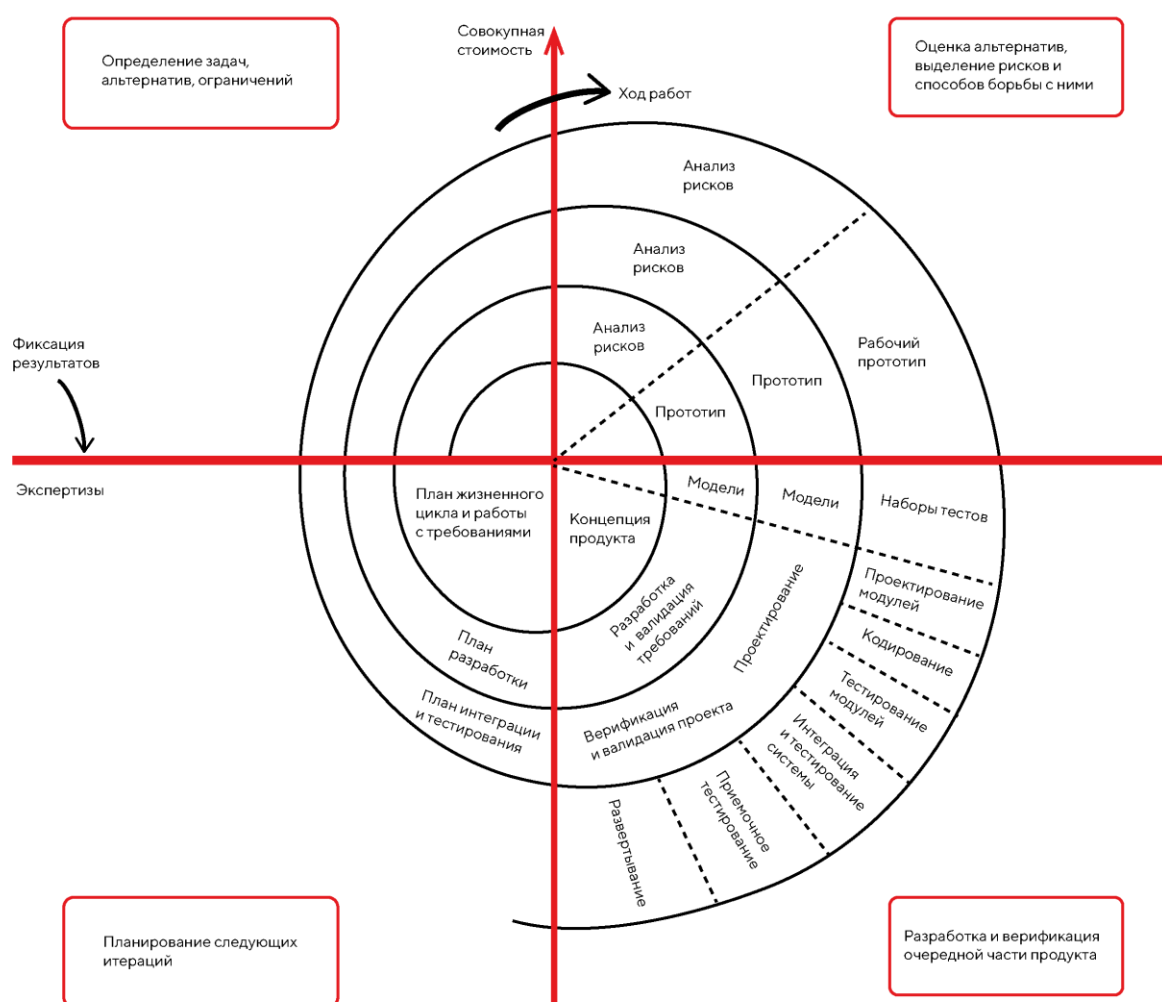 Определение задач,
альтернатив, ограничений
Совокупная
стоимость
Ход работ
Оценка альтернатив,
выделение рисков и
способов борьбы с ними
Анализ
рисков
Анализ
рисков
Анализ
рисков
Фиксация
результатов
Рабочий
прототип
Прототип
Прототип
Экспертизы
План жизненного
цикла и работы
с требованиями
Концепция
продукта
Модели
Модели
Наборы тестов
Разработка
и валидация
требований
Проектирование
Проектирование
модулей
Кодирование
Тестирование
модулей
Интеграция
и тестирование
системы
Приемочное
тестирование
Развертывание
План
разработки
План интеграции
и тестирования
Верификация
и валидация проекта
Планирование следующих
итераций
Разработка и верификация
очередной части продукта